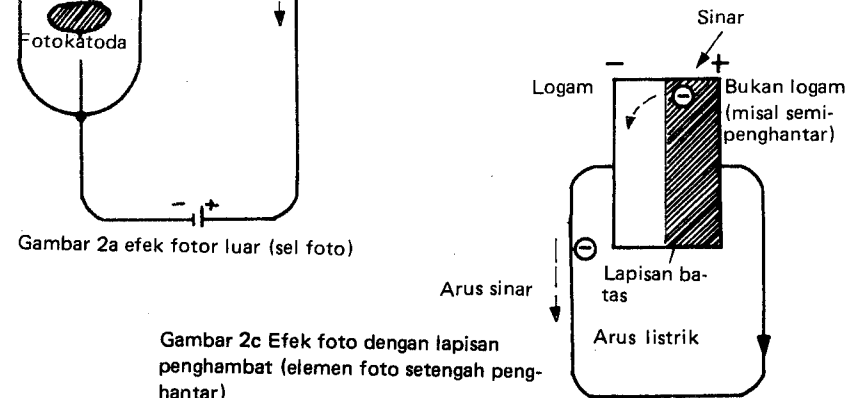 Fotokatoda
− +
Gambar 2a efek fotor luar (sel foto)
Sinar
− +
Logam
Bukan logam
(misal semi-
penghantar)
−
−
Lapisan ba-
tas
Arus sinar
Arus listrik
Gambar 2c Efek foto dengan lapisan
penghambat (elemen foto setengah peng-
hantar)